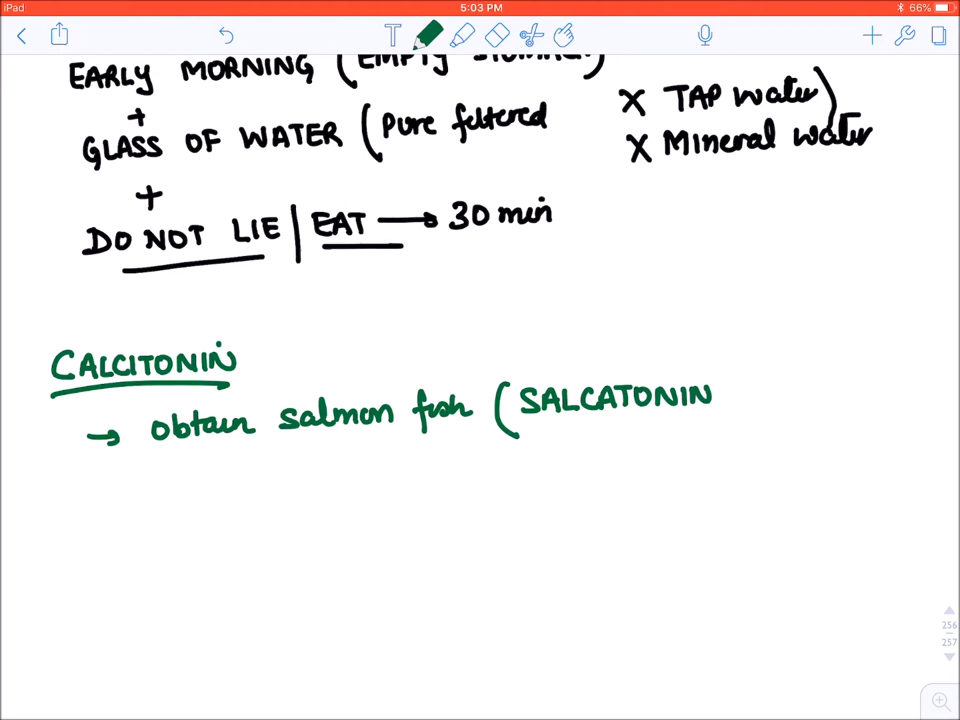 iPad 5:03 PM 66%
T
EARLY MORNING (EMPTY STOMACH)
+
GLASS OF WATER (Pure feltered
X TAP water)
X Mineral water
+
DO NOT LIE | EAT → 30 min
CALCITONIN
→ obtain salmon fish (SALCATONIN
256
257